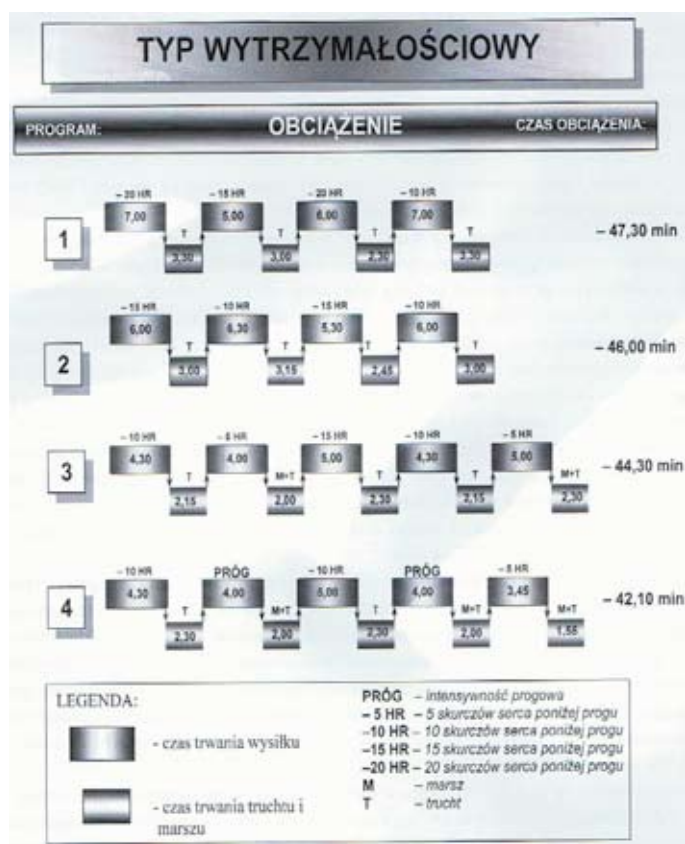 TYP WYTRZYMAŁOŚCIOWY
PROGRAM: OBCIĄŻENIE CZAS OBCIĄŻENIA:
– 20 HR – 15 HR – 20 HR – 10 HR
7,00 5,00 6,00 7,00
1 T T T T – 47,30 min
3,30 3,00 2,30 3,30
– 15 HR – 10 HR – 15 HR – 10 HR
6,00 6,30 5,30 6,00
2 T T T T – 46,00 min
3,00 3,15 2,45 3,00
– 10 HR – 5 HR – 15 HR – 10 HR – 5 HR
4,30 4,00 5,00 4,30 5,00
3 T M+T T T M+T – 44,30 min
2,15 2,00 2,30 2,15 2,30
– 10 HR PRÓG – 10 HR PRÓG – 5 HR
4,30 4,00 5,00 4,00 3,45
4 T M+T T M+T M+T – 42,10 min
2,30 2,00 2,30 2,00 1,55
LEGENDA:
- czas trwania wysiłku
- czas trwania truchtu i
marszu
PRÓG – intensywność progowa
– 5 HR – 5 skurczów serca poniżej progu
–10 HR – 10 skurczów serca poniżej progu
–15 HR – 15 skurczów serca poniżej progu
–20 HR – 20 skurczów serca poniżej progu
M – marsz
T – trucht